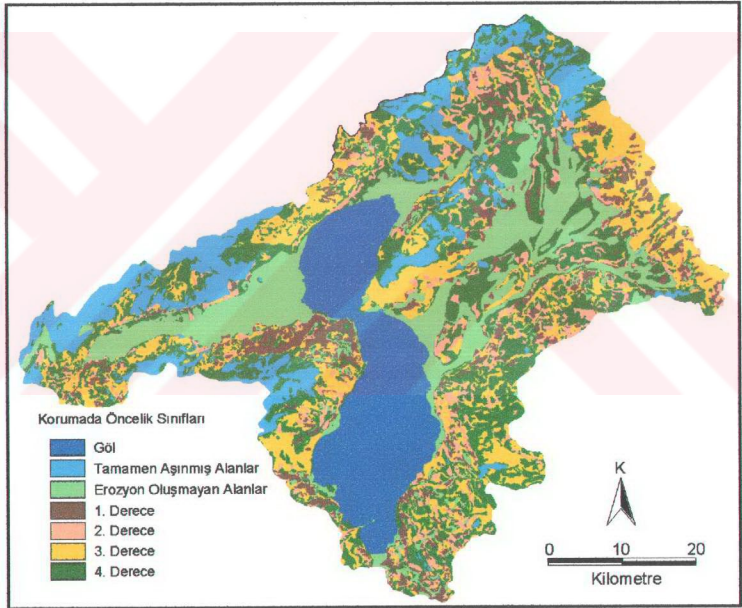 Korumada Öncelik Sınıfları
Göl
Tamamen Aşınmış Alanlar
Erozyon Oluşmayan Alanlar
1. Derece
2. Derece
3. Derece
4. Derece
K
0 10 20
Kilometre